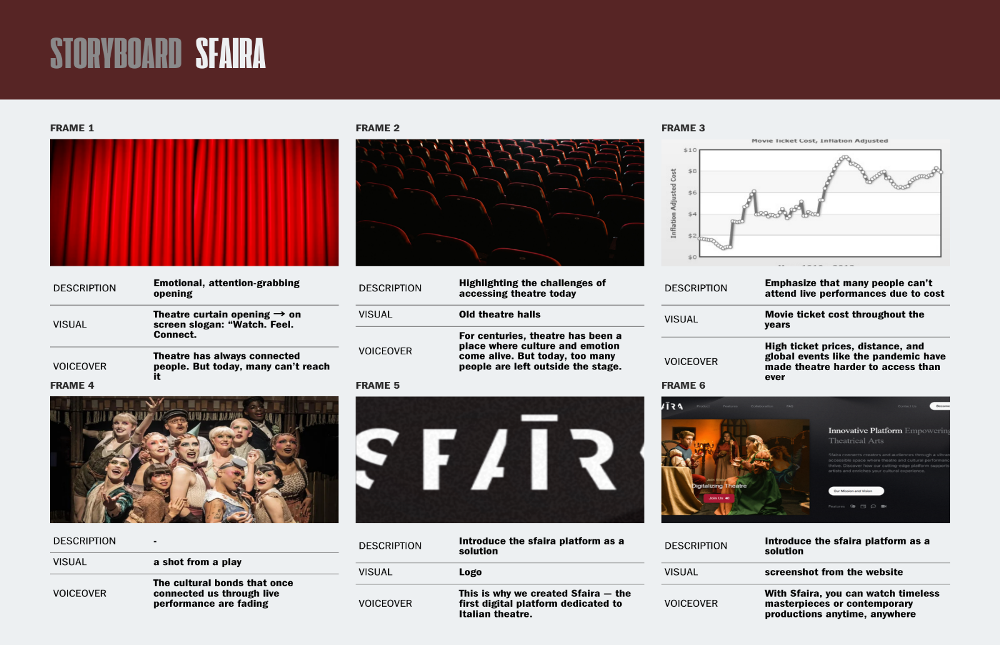 STORYBOARD SFAIRA
FRAME 1
DESCRIPTION
Emotional, attention-grabbing
opening
VISUAL
Theatre curtain opening → on
screen slogan: “Watch. Feel.
Connect.
VOICEOVER
Theatre has always connected
people. But today, many can’t reach
it
FRAME 2
DESCRIPTION
Highlighting the challenges of
accessing theatre today
VISUAL
Old theatre halls
VOICEOVER
For centuries, theatre has been a
place where culture and emotion
come alive. But today, too many
people are left outside the stage.
FRAME 3
Movie Ticket Cost, Inflation Adjusted
Inflation Adjusted Cost
$10
$8
$6
$4
$2
$0
DESCRIPTION
Emphasize that many people can’t
attend live performances due to cost
VISUAL
Movie ticket cost throughout the
years
VOICEOVER
High ticket prices, distance, and
global events like the pandemic have
made theatre harder to access than
ever
FRAME 4
DESCRIPTION
-
VISUAL
a shot from a play
VOICEOVER
The cultural bonds that once
connected us through live
performance are fading
FRAME 5
SFAIR
DESCRIPTION
Introduce the sfaira platform as a
solution
VISUAL
Logo
VOICEOVER
This is why we created Sfaira — the
first digital platform dedicated to
Italian theatre.
FRAME 6
AIRA Product Features Collaboration FAQ Contact Us Become
Innovative Platform Empowering
Theatrical Arts
Sfaira connects creators and audiences through a vibran
accessible space where theatre and cultural performanc
thrive. Discover how our cutting-edge platform supports
artists and enriches your cultural experience.
Our Mission and Vision
Features
Join Sfaira
Digitalizing Theatre
Join Us
DESCRIPTION
Introduce the sfaira platform as a
solution
VISUAL
screenshot from the website
VOICEOVER
With Sfaira, you can watch timeless
masterpieces or contemporary
productions anytime, anywhere